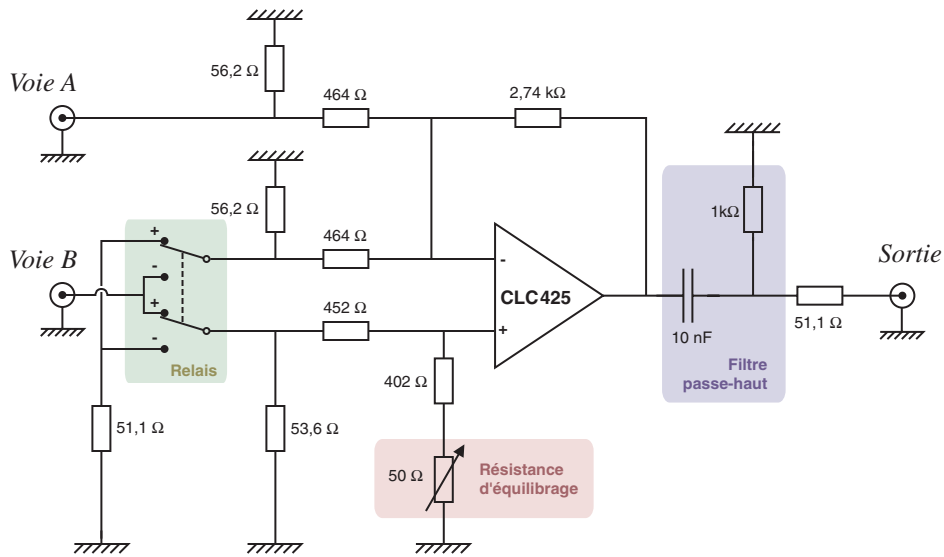 56,2 Ω
Voie A
464 Ω
2,74 kΩ
56,2 Ω
1kΩ
+
464 Ω
Voie B
-
-
Sortie
CLC425
+
452 Ω
+
10 nF
51,1 Ω
-
Relais
402 Ω
Filtre
passe-haut
51,1 Ω
53,6 Ω
50 Ω
Résistance
d'équilibrage